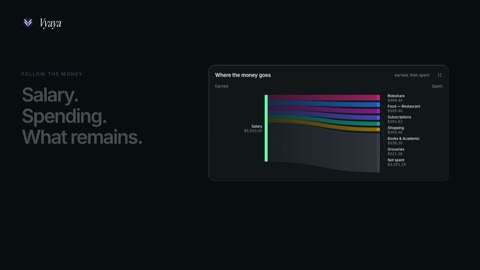 Vyaya
FOLLOW THE MONEY
Salary.
Spending.
What remains.
Where the money goes
earned, then spent
Earned
Spent
Salary
Rideshare
Food — Restaurant
Subscriptions
Shopping
Books & Academic
Groceries
Not spent